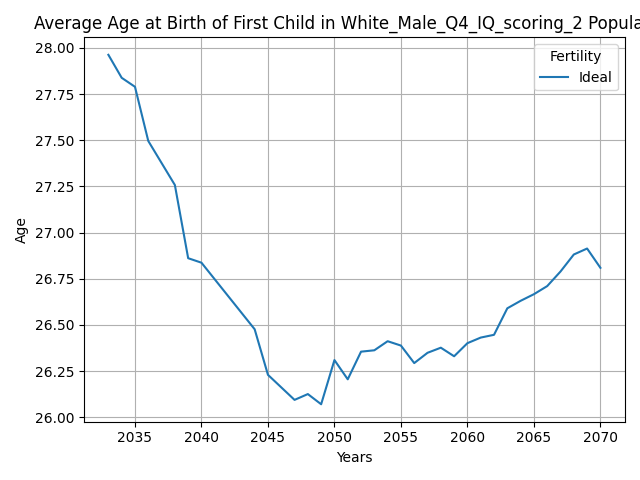 Average Age at Birth of First Child in White_Male_Q4_IQ_scoring_2 Popula
Fertility
Ideal
28.00
27.75
27.50
27.25
27.00
26.75
26.50
26.25
26.00
Age
2035 2040 2045 2050 2055 2060 2065 2070
Years